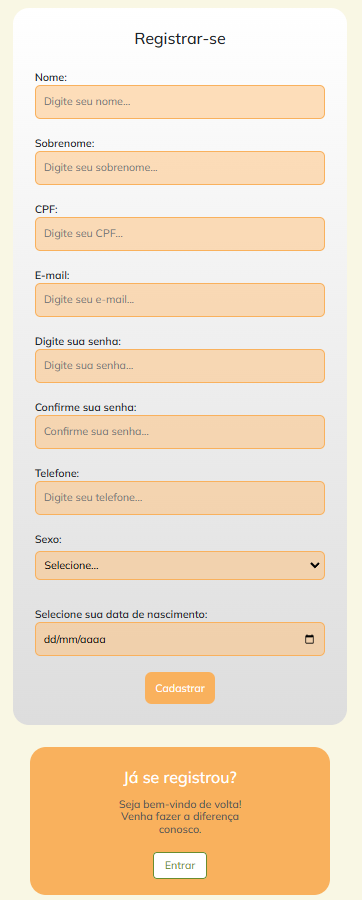 Registrar-se
Nome:
Digite seu nome...
Sobrenome:
Digite seu sobrenome...
CPF:
Digite seu CPF...
E-mail:
Digite seu e-mail...
Digite sua senha:
Digite sua senha...
Confirme sua senha:
Confirme sua senha...
Telefone:
Digite seu telefone...
Sexo:
Selecione...
Selecione sua data de nascimento:
dd/mm/aaaa
Cadastrar
Já se registrou?
Seja bem-vindo de volta!
Venha fazer a diferença
conosco.
Entrar